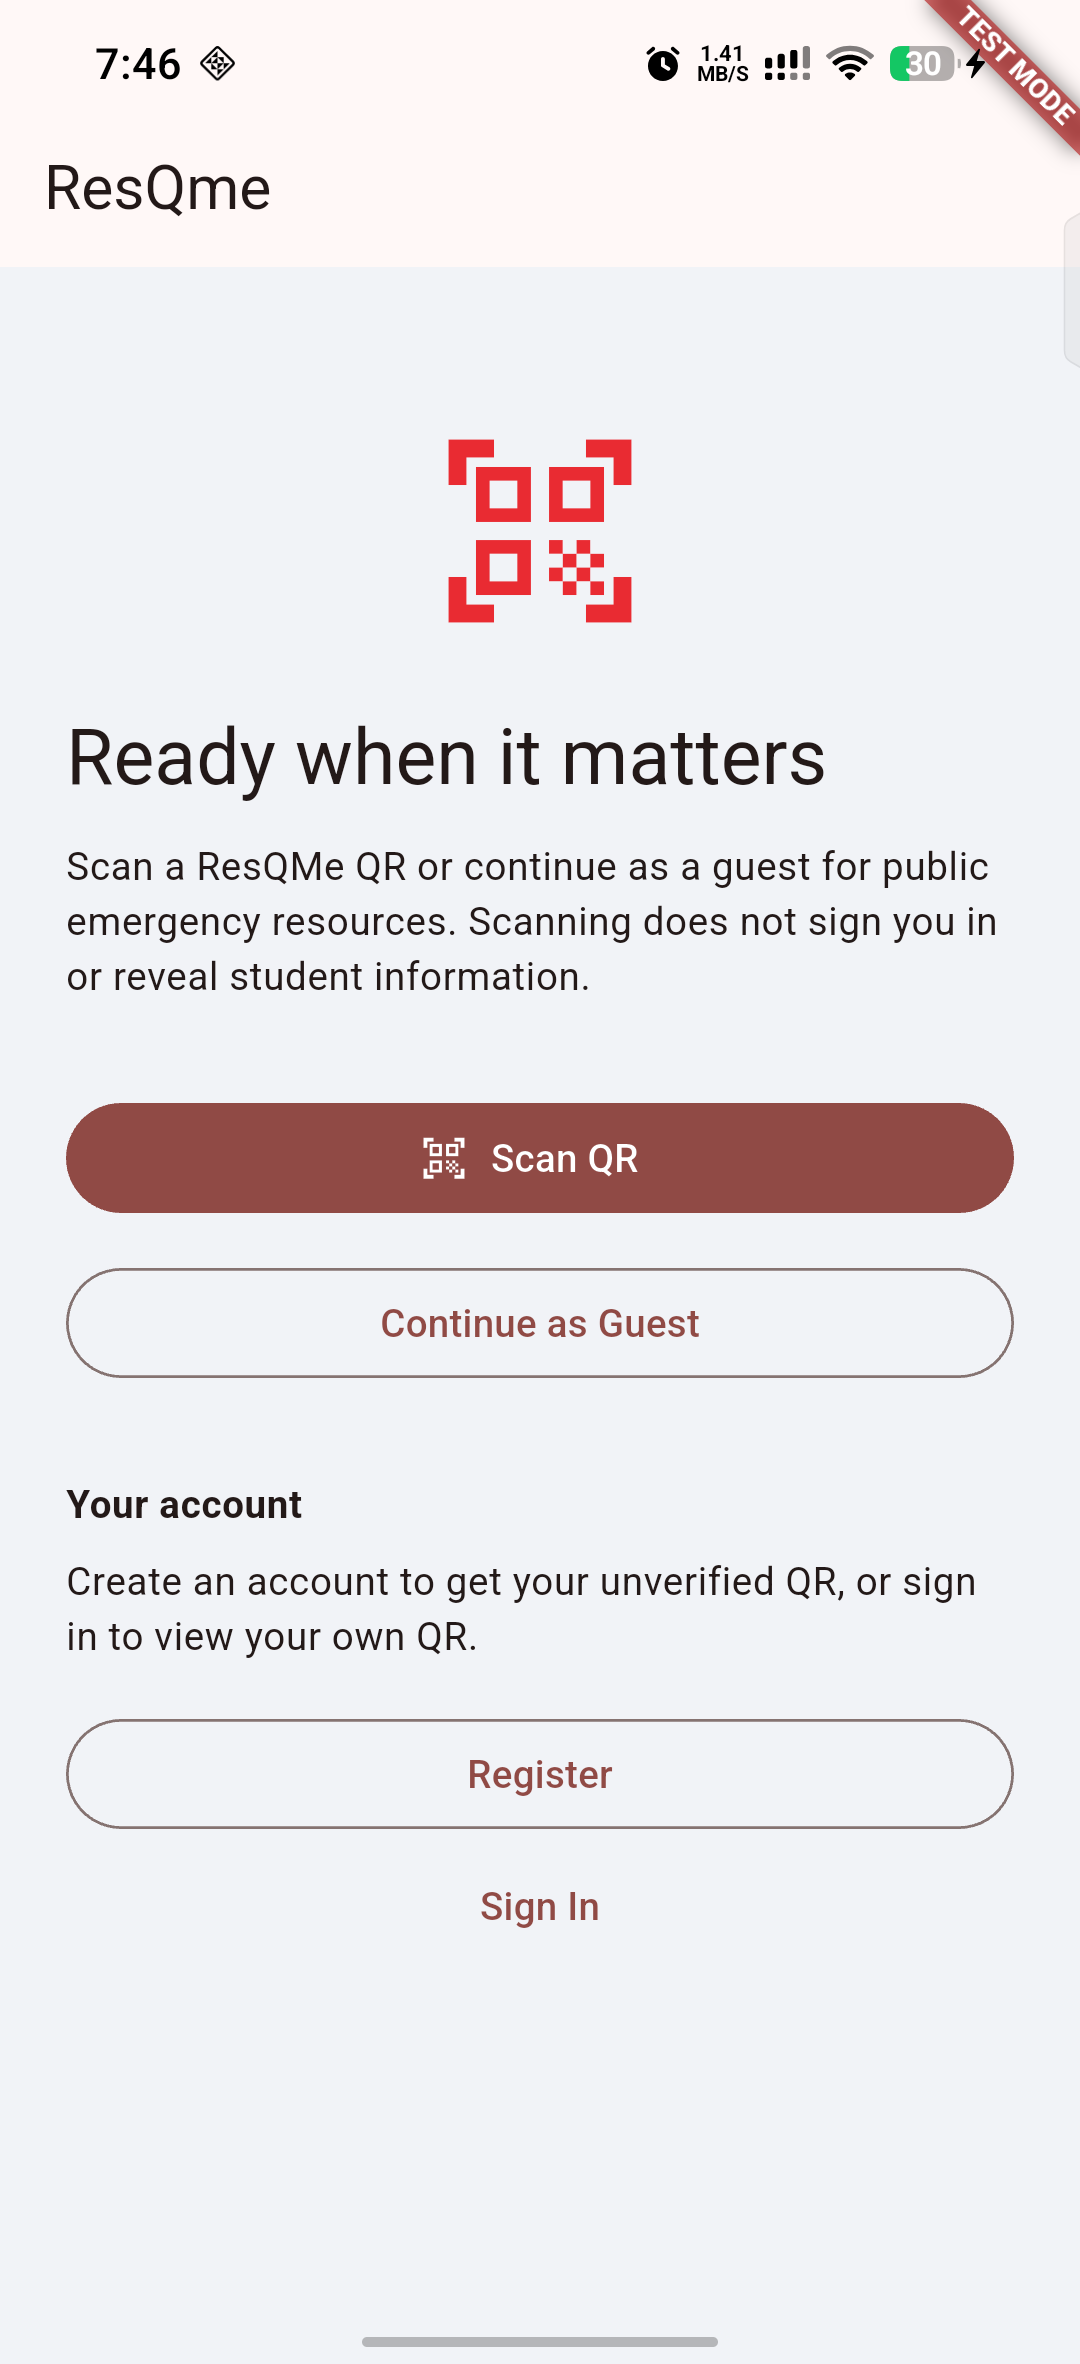 7:46
1.41
MB/S
30
TEST MODE
ResQme
Ready when it matters
Scan a ResQMe QR or continue as a guest for public
emergency resources. Scanning does not sign you in
or reveal student information.
Scan QR
Continue as Guest
Your account
Create an account to get your unverified QR, or sign
in to view your own QR.
Register
Sign In